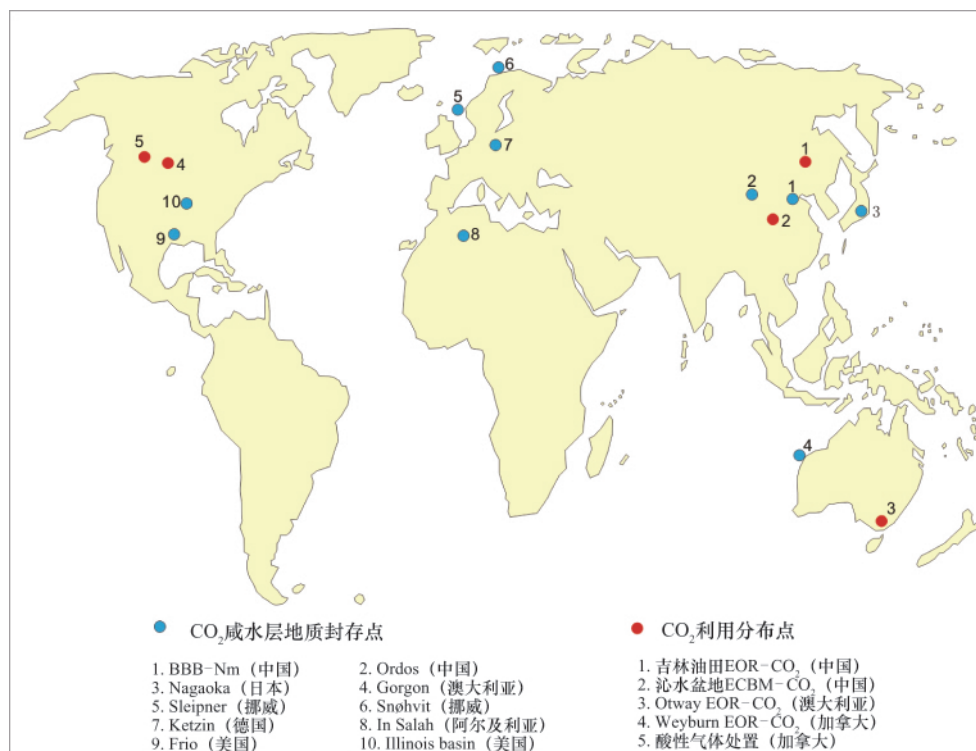 6
5
7
5
4
10
9
8
1
2
1
3
2
4
3
CO₂咸水层地质封存点
1. BBB-Nm（中国）
2. Ordos（中国）
3. Nagaoka（日本）
4. Gorgon（澳大利亚）
5. Sleipner（挪威）
6. Snøhvit（挪威）
7. Ketzin（德国）
8. In Salah（阿尔及利亚）
9. Frio（美国）
10. Illinois basin（美国）
CO₂利用分布点
1. 吉林油田EOR-CO₂（中国）
2. 沁水盆地ECBM-CO₂（中国）
3. Otway EOR-CO₂（澳大利亚）
4. Weyburn EOR-CO₂（加拿大）
5. 酸性气体处置（加拿大）